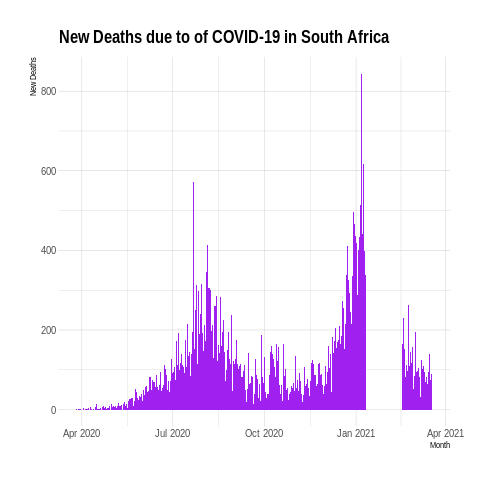 New Deaths due to of COVID-19 in South Africa
New Deaths
800
600
400
200
0
Apr 2020 Jul 2020 Oct 2020 Jan 2021 Apr 2021
Month